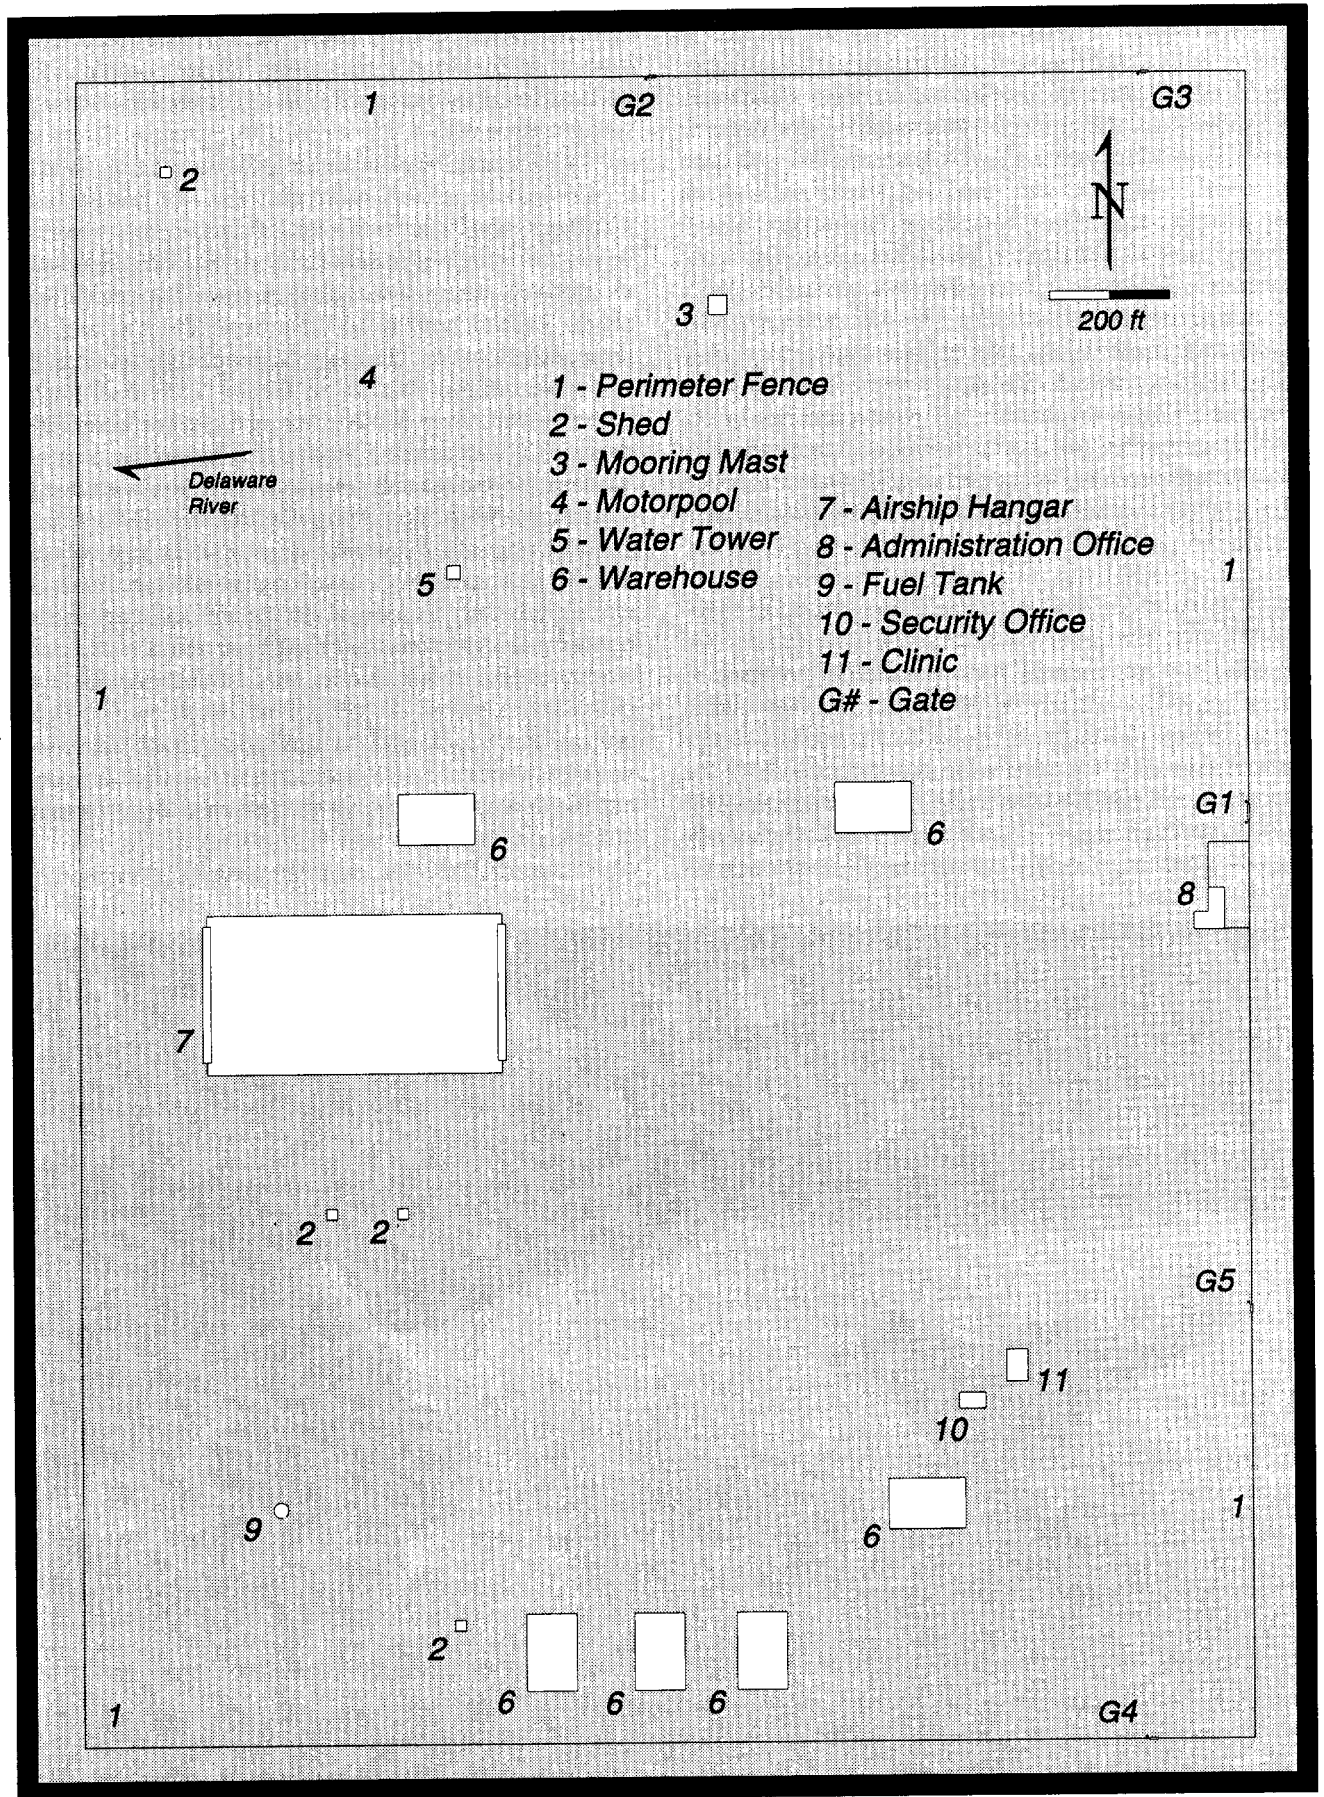 1
G2
G3
2
N
3
200 ft
4
1 - Perimeter Fence
2 - Shed
3 - Mooring Mast
4 - Motorpool
5 - Water Tower
6 - Warehouse
Delaware
River
7 - Airship Hangar
8 - Administration Office
9 - Fuel Tank
10 - Security Office
11 - Clinic
G# - Gate
1
5
1
G1
6
6
8
7
2
2
G5
11
10
9
6
1
2
6
6
6
1
G4